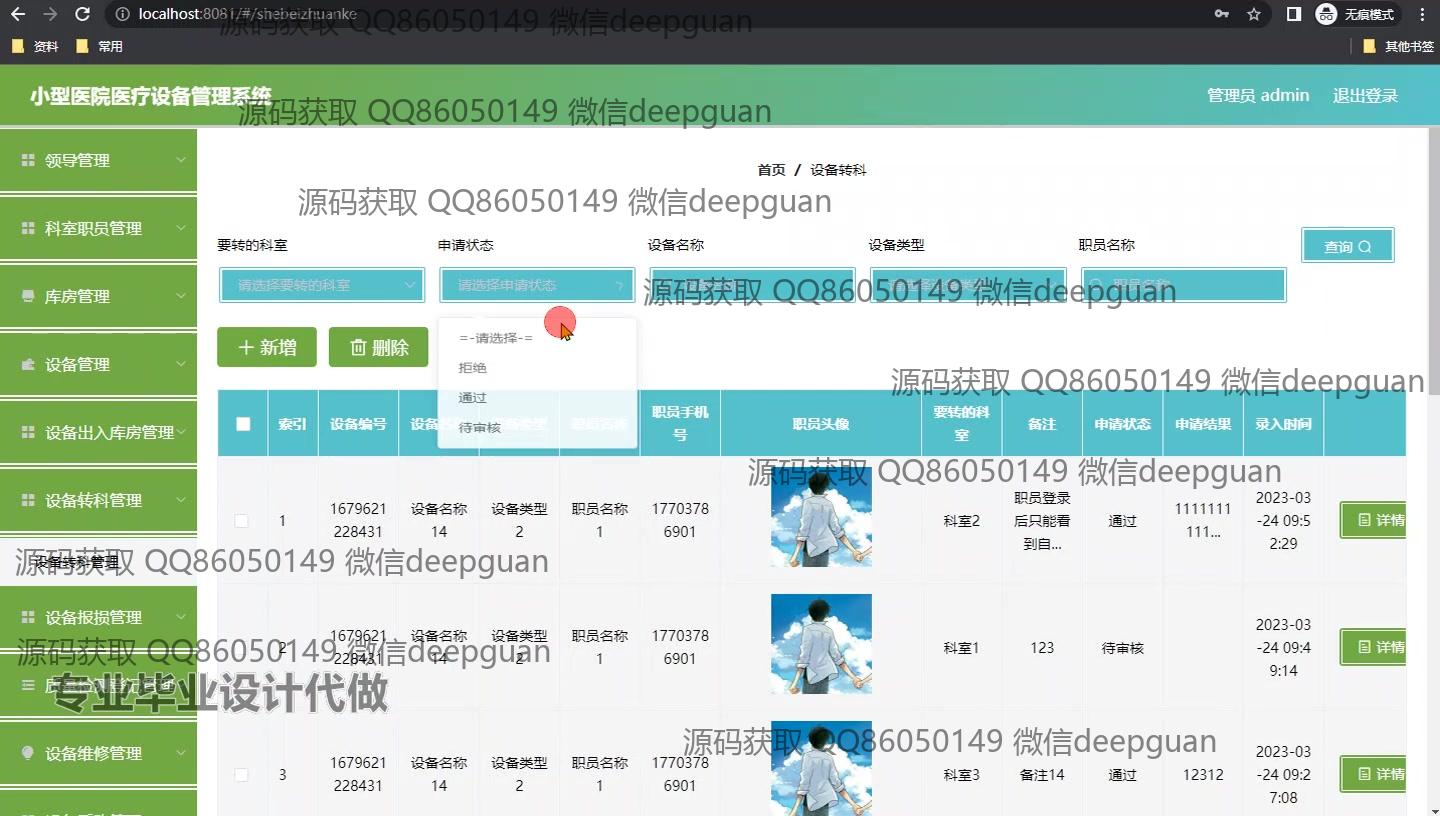 localhost:8081/#/shebeizhuanke
无痕模式
资料
常用
其他书签
小型医院医疗设备管理系统
管理员 admin
退出登录
源码获取 QQ86050149 微信deepguan
源码获取 QQ86050149 微信deepguan
领导管理
科室职员管理
库房管理
设备管理
设备出入库房管理
设备转科管理
设备转科管理
设备报损管理
设备维修管理
首页 / 设备转科
源码获取 QQ86050149 微信deepguan
要转的科室
申请状态
设备名称
设备类型
职员名称
查询
请选择要转的科室
请选择申请状态
职员名称
源码获取 QQ86050149 微信deepguan
新增
删除
=-请选择-=
拒绝
通过
待审核
源码获取 QQ86050149 微信deepguan
索引
设备编号
职员手机号
职员头像
要转的科室
备注
申请状态
申请结果
录入时间
源码获取 QQ86050149 微信deepguan
1
1679621228431
设备名称14
设备类型2
职员名称1
17703786901
科室2
职员登录后只能看到自...
通过
1111111111...
2023-03-24 09:52:29
详情
源码获取 QQ86050149 微信deepguan
2
1679621228431
设备名称14
设备类型2
职员名称1
17703786901
科室1
123
待审核
2023-03-24 09:49:14
详情
源码获取 QQ86050149 微信deepguan
专业毕业设计代做
3
1679621228431
设备名称14
设备类型2
职员名称1
17703786901
科室3
备注14
通过
12312
2023-03-24 09:27:08
详情
源码获取 QQ86050149 微信deepguan